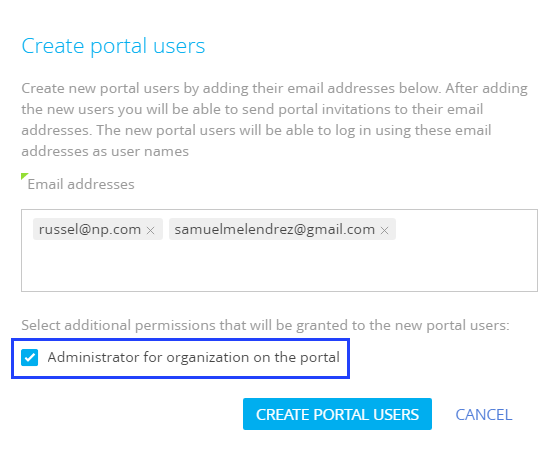 Create portal users
Create new portal users by adding their email addresses below. After adding
the new users you will be able to send portal invitations to their email
addresses. The new portal users will be able to log in using these email
addresses as user names
Email addresses
russel@np.com × samuelmelendrez@gmail.com ×
Select additional permissions that will be granted to the new portal users:
Administrator for organization on the portal
CREATE PORTAL USERS CANCEL